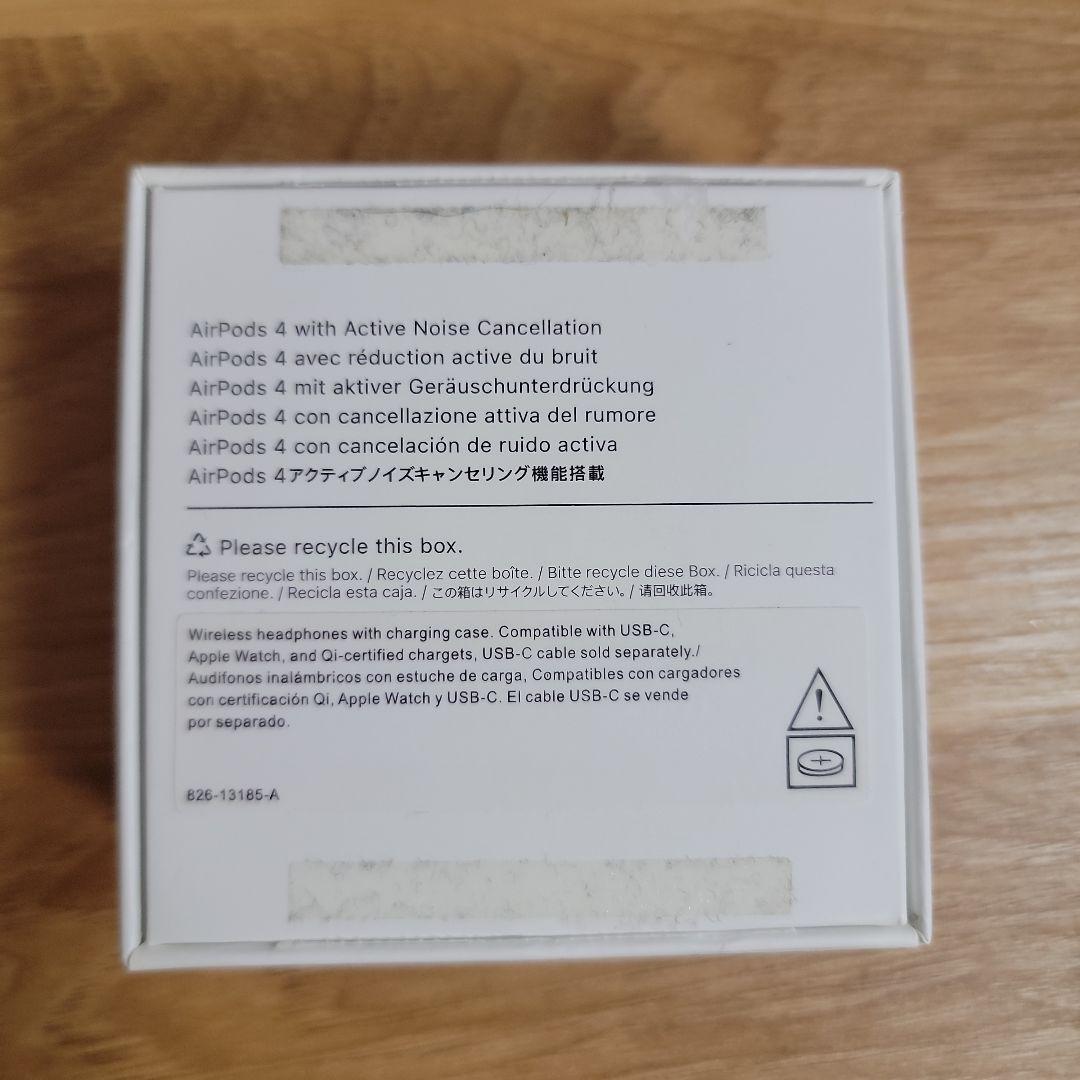 AirPods 4 with Active Noise Cancellation
AirPods 4 avec réduction active du bruit
AirPods 4 mit aktiver Geräuschunterdrückung
AirPods 4 con cancellazione attiva del rumore
AirPods 4 con cancelación de ruido activa
AirPods 4アクティブノイズキャンセリング機能搭載
Please recycle this box.
Please recycle this box. / Recyclez cette boîte. / Bitte recycle diese Box. / Ricicla questa
confezione. / Recicla esta caja. / この箱はリサイクルしてください。/ 请回收此箱。
Wireless headphones with charging case. Compatible with USB-C,
Apple Watch, and Qi-certified chargets, USB-C cable sold separately./
Audifonos inalámbricos con estuche de carga, Compatibles con cargadores
con certificación Qi, Apple Watch y USB-C. El cable USB-C se vende
por separado.
826-13185-A